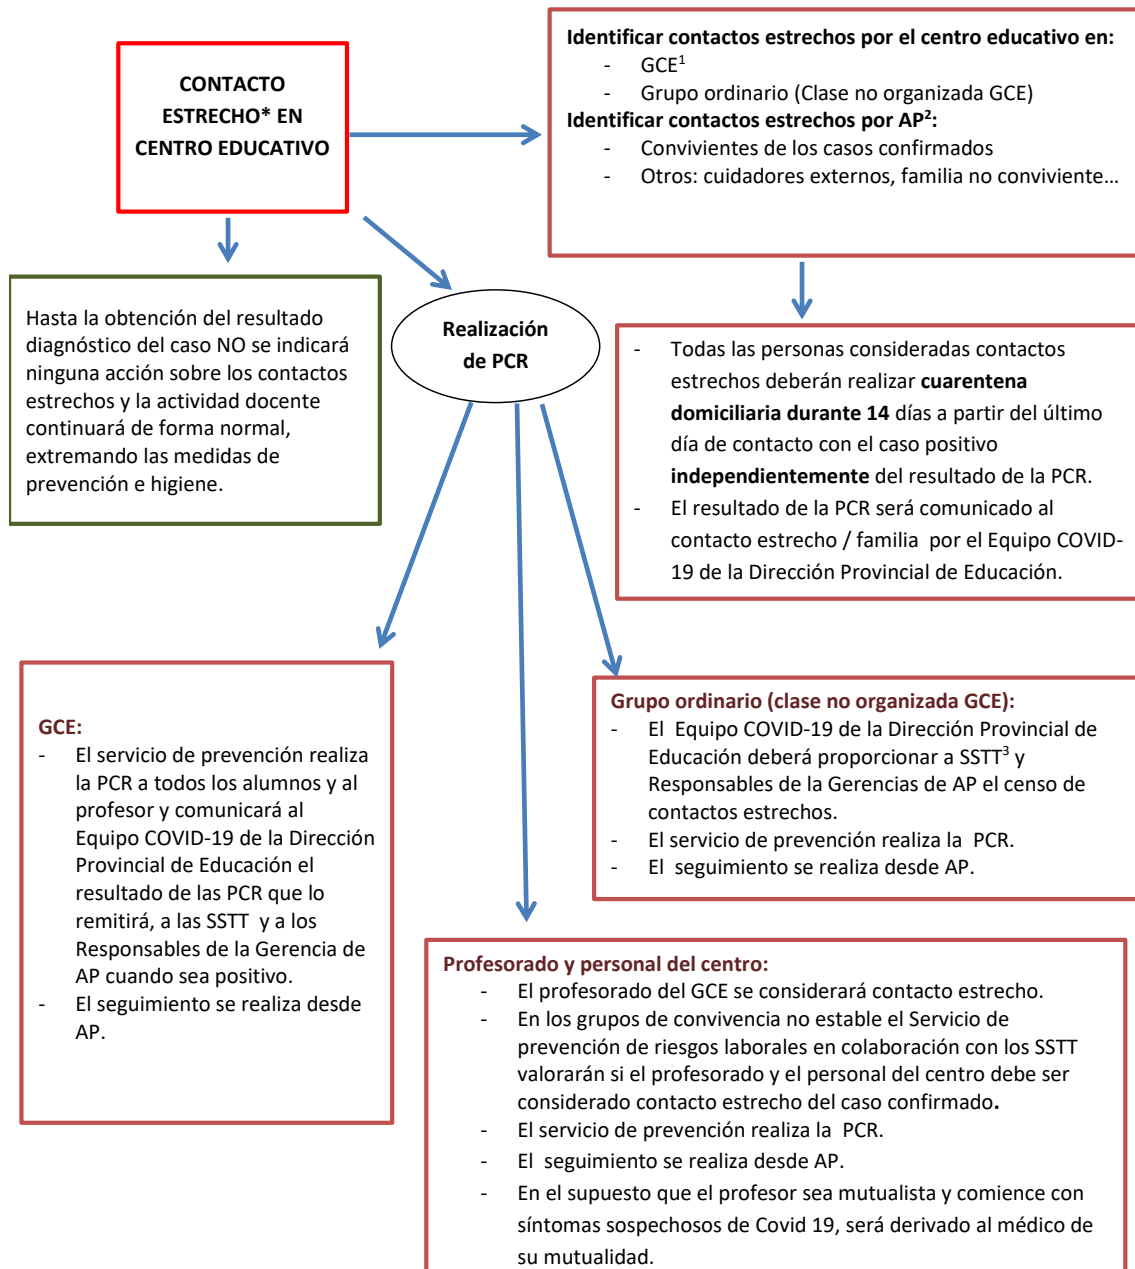 CONTACTO
ESTRECHO* EN
CENTRO EDUCATIVO
Identificar contactos estrechos por el centro educativo en:
- GCE¹
- Grupo ordinario (Clase no organizada GCE)
Identificar contactos estrechos por AP²:
- Convivientes de los casos confirmados
- Otros: cuidadores externos, familia no conviviente…
Hasta la obtención del resultado
diagnóstico del caso NO se indicará
ninguna acción sobre los contactos
estrechos y la actividad docente
continuará de forma normal,
extremando las medidas de
prevención e higiene.
Realización
de PCR
- Todas las personas consideradas contactos
estrechos deberán realizar cuarentena
domiciliaria durante 14 días a partir del último
día de contacto con el caso positivo
independientemente del resultado de la PCR.
- El resultado de la PCR será comunicado al
contacto estrecho / familia por el Equipo COVID-
19 de la Dirección Provincial de Educación.
GCE:
- El servicio de prevención realiza
la PCR a todos los alumnos y al
profesor y comunicará al
Equipo COVID-19 de la Dirección
Provincial de Educación el
resultado de las PCR que lo
remitirá, a las SSTT y a los
Responsables de la Gerencia de
AP cuando sea positivo.
- El seguimiento se realiza desde
AP.
Grupo ordinario (clase no organizada GCE):
- El Equipo COVID-19 de la Dirección Provincial de
Educación deberá proporcionar a SSTT³ y
Responsables de la Gerencias de AP el censo de
contactos estrechos.
- El servicio de prevención realiza la PCR.
- El seguimiento se realiza desde AP.
Profesorado y personal del centro:
- El profesorado del GCE se considerará contacto estrecho.
- En los grupos de convivencia no estable el Servicio de
prevención de riesgos laborales en colaboración con los SSTT
valorarán si el profesorado y el personal del centro debe ser
considerado contacto estrecho del caso confirmado.
- El servicio de prevención realiza la PCR.
- El seguimiento se realiza desde AP.
- En el supuesto que el profesor sea mutualista y comience con
síntomas sospechosos de Covid 19, será derivado al médico de
su mutualidad.